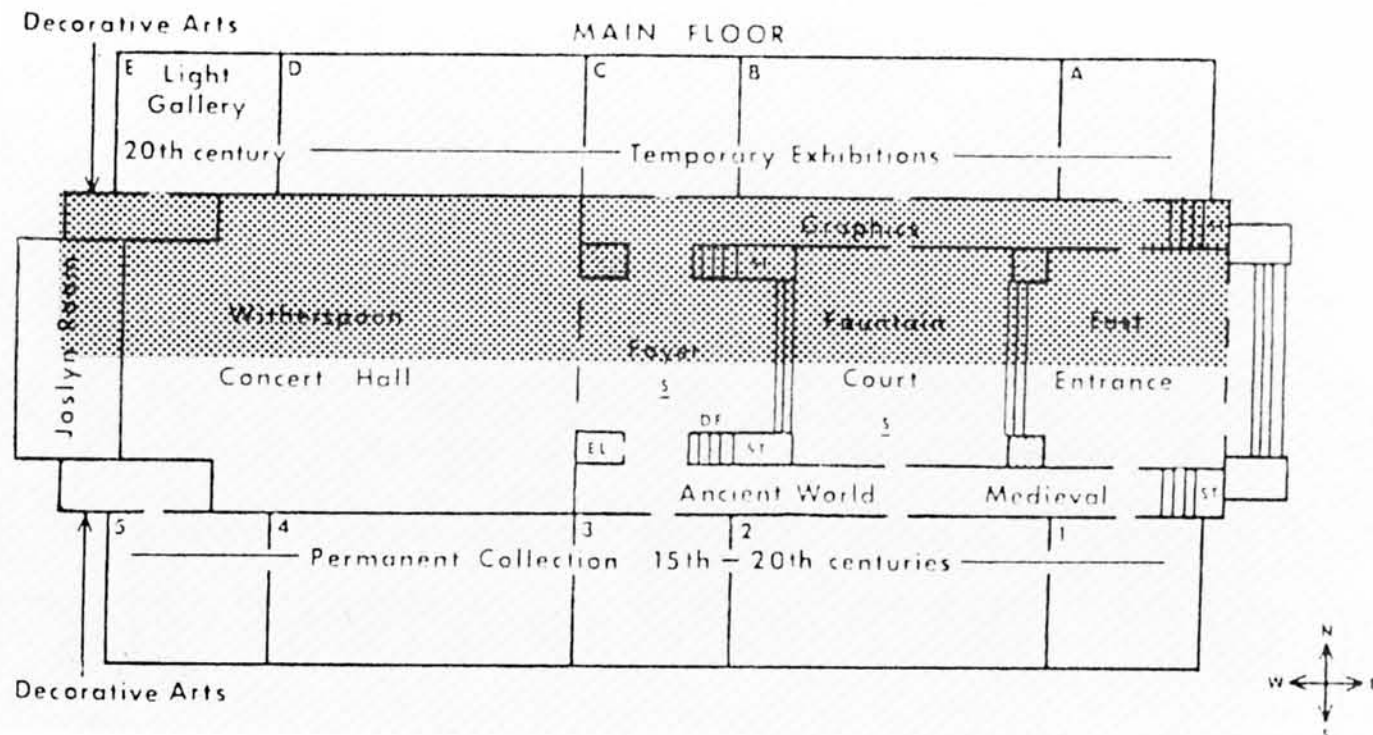 Decorative Arts
MAIN FLOOR
E
Light
Gallery
D
C
B
A
20th century
Temporary Exhibitions
Graphics
ST
ST
Joslyn Room
Witherspoon
Concert Hall
Foyer
S
Fountain
Court
S
East
Entrance
DF
EL
ST
Ancient World
Medieval
ST
5
4
3
2
1
Permanent Collection 15th – 20th centuries
Decorative Arts
N
W